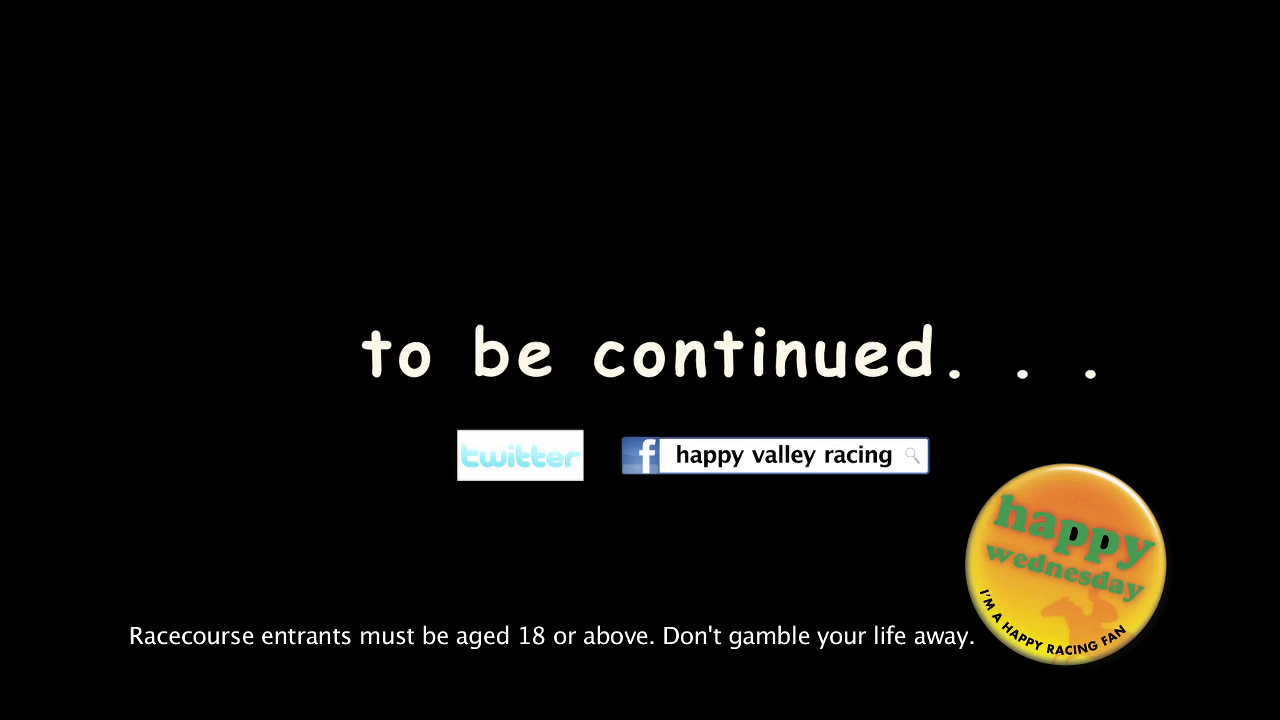 to be continued. . .
twitter
f happy valley racing
happy
wednesday
I'M A HAPPY RACING FAN
Racecourse entrants must be aged 18 or above. Don't gamble your life away.